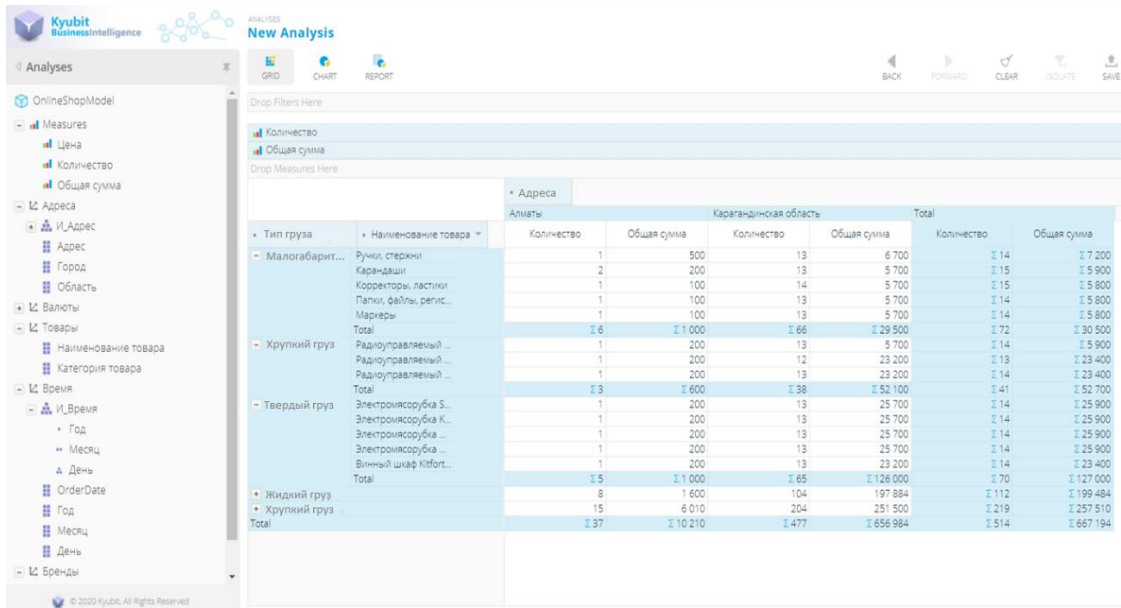 Kyubit
BusinessIntelligence
ANALYSES
New Analysis
Analyses
GRID CHART REPORT BACK FORWARD CLEAR ISOLATE SAVE
OnlineShopModel
Measures
Цена
Количество
Общая сумма
Адреса
И_Адрес
Адрес
Город
Область
Валюты
Товары
Наименование товара
Категория товара
Время
И_Время
Год
Месяц
День
OrderDate
Год
Месяц
День
Бренды
© 2020 Kyubit, All Rights Reserved
Drop Filters Here
Количество
Общая сумма
Drop Measures Here
Адреса
Алматы Карагандинская область Total
Тип груза Наименование товара Количество Общая сумма Количество Общая сумма Количество Общая сумма
Малогабарит... Ручки, стержни 1 500 13 6 700 Σ 14 Σ 7 200
Карандаши 2 200 13 5 700 Σ 15 Σ 5 900
Корректоры, ластики 1 100 14 5 700 Σ 15 Σ 5 800
Папки, файлы, регис... 1 100 13 5 700 Σ 14 Σ 5 800
Маркеры 1 100 13 5 700 Σ 14 Σ 5 800
Total Σ 6 Σ 1 000 Σ 66 Σ 29 500 Σ 72 Σ 30 500
Хрупкий груз Радиоуправляемый ... 1 200 13 5 700 Σ 14 Σ 5 900
Радиоуправляемый ... 1 200 12 23 200 Σ 13 Σ 23 400
Радиоуправляемый ... 1 200 13 23 200 Σ 14 Σ 23 400
Total Σ 3 Σ 600 Σ 38 Σ 52 100 Σ 41 Σ 52 700
Твердый груз Электромясорубка S... 1 200 13 25 700 Σ 14 Σ 25 900
Электромясорубка K... 1 200 13 25 700 Σ 14 Σ 25 900
Электромясорубка ... 1 200 13 25 700 Σ 14 Σ 25 900
Электромясорубка ... 1 200 13 25 700 Σ 14 Σ 25 900
Винный шкаф Kitfort... 1 200 13 23 200 Σ 14 Σ 23 400
Total Σ 5 Σ 1 000 Σ 65 Σ 126 000 Σ 70 Σ 127 000
Жидкий груз 8 1 600 104 197 884 Σ 112 Σ 199 484
Хрупкий груз 15 6 010 204 251 500 Σ 219 Σ 257 510
Total Σ 37 Σ 10 210 Σ 477 Σ 656 984 Σ 514 Σ 667 194